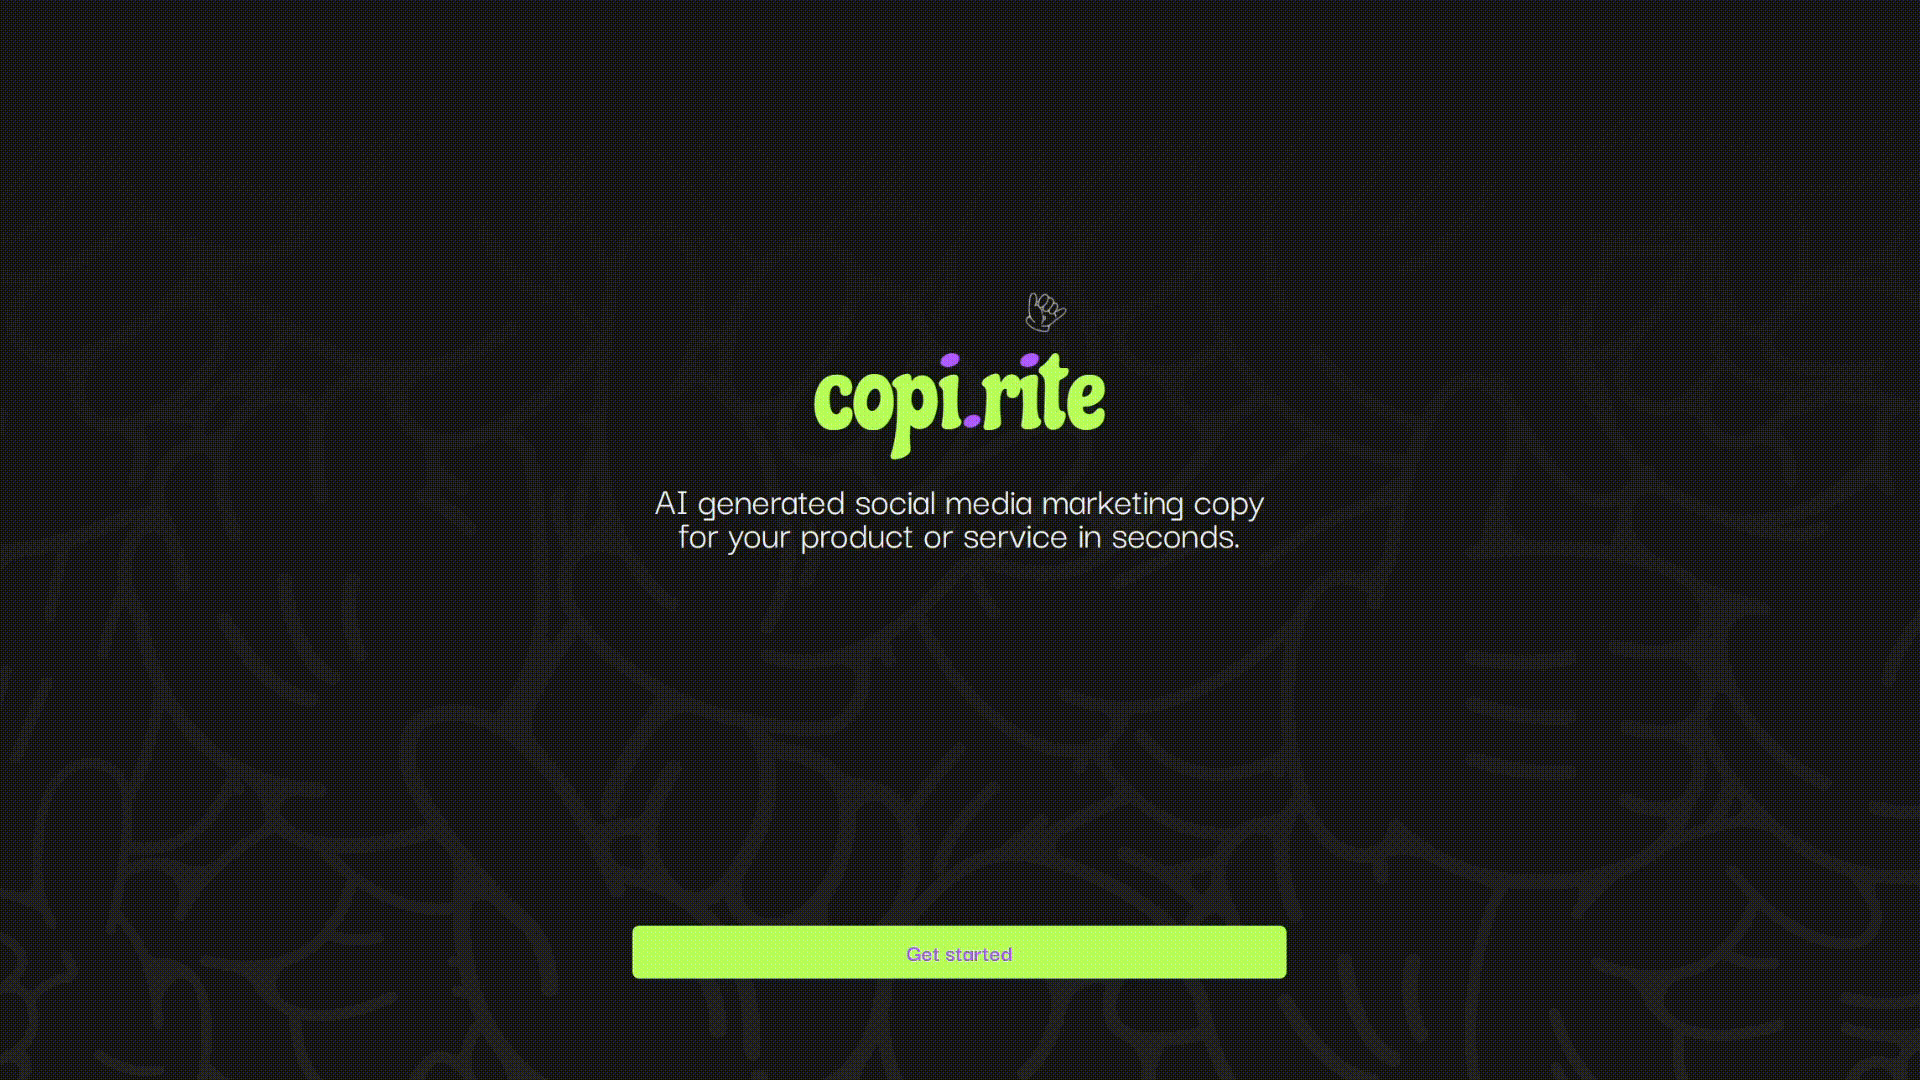 copi.rite
AI generated social media marketing copy
for your product or service in seconds.
Get started